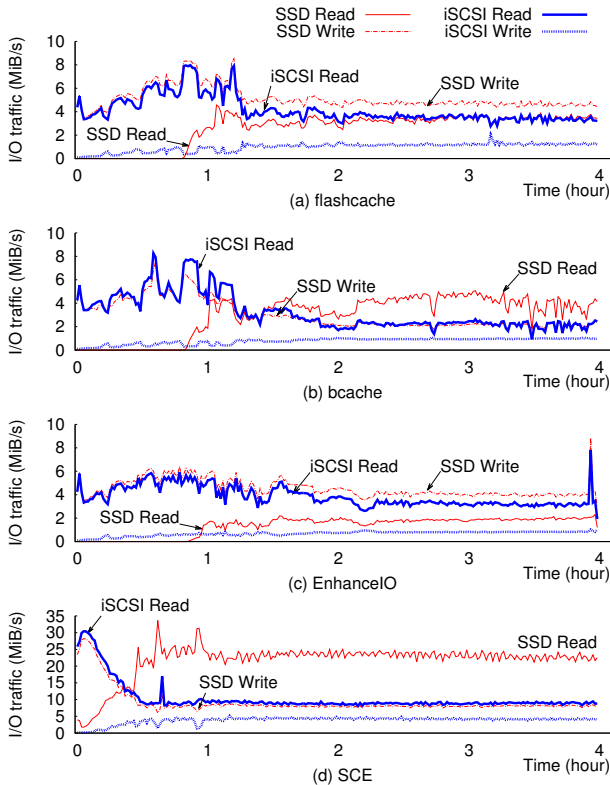 SSD Read iSCSI Read
SSD Write iSCSI Write
I/O traffic (MiB/s)
10
8
6
4
2
0
iSCSI Read
SSD Write
SSD Read
0 1 2 3 4
Time (hour)
(a) flashcache
I/O traffic (MiB/s)
10
8
6
4
2
0
iSCSI Read
SSD Read
SSD Write
0 1 2 3 4
Time (hour)
(b) bcache
I/O traffic (MiB/s)
10
8
6
4
2
0
iSCSI Read
SSD Write
SSD Read
0 1 2 3 4
Time (hour)
(c) EnhanceIO
I/O traffic (MiB/s)
35
30
25
20
15
10
5
0
iSCSI Read
SSD Read
SSD Write
0 1 2 3 4
Time (hour)
(d) SCE